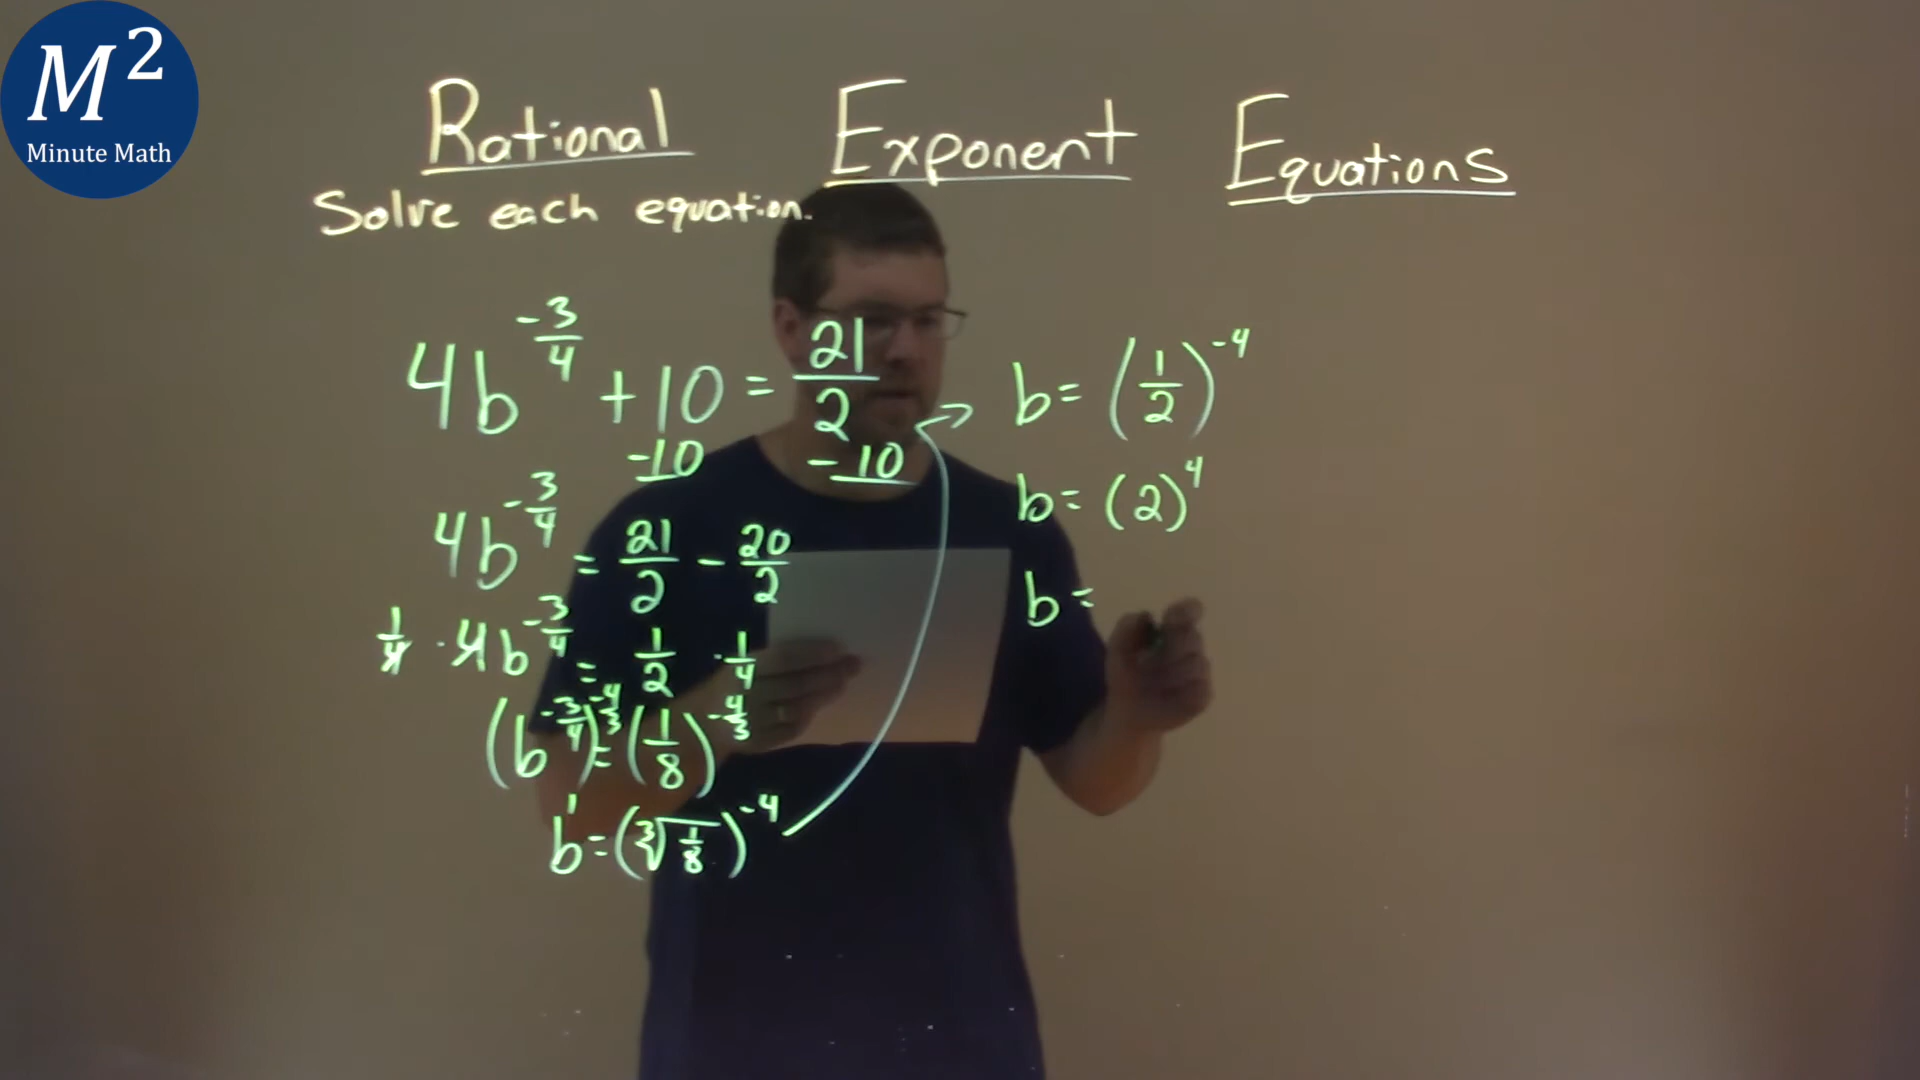 M²
Minute Math
Rational Exponent Equations
Solve each equation.
4b^(-3/4) + 10 = 21/2
-10 -10
4b^(-3/4) = 21/2 - 20/2
1/4 · 4b^(-3/4) = 1/2 · 1/4
(b^(-3/4))^(-4/3) = (1/8)^(-4/3)
b^1 = (∛(1/8))^(-4)
b = (1/2)^(-4)
b = (2)^4
b =